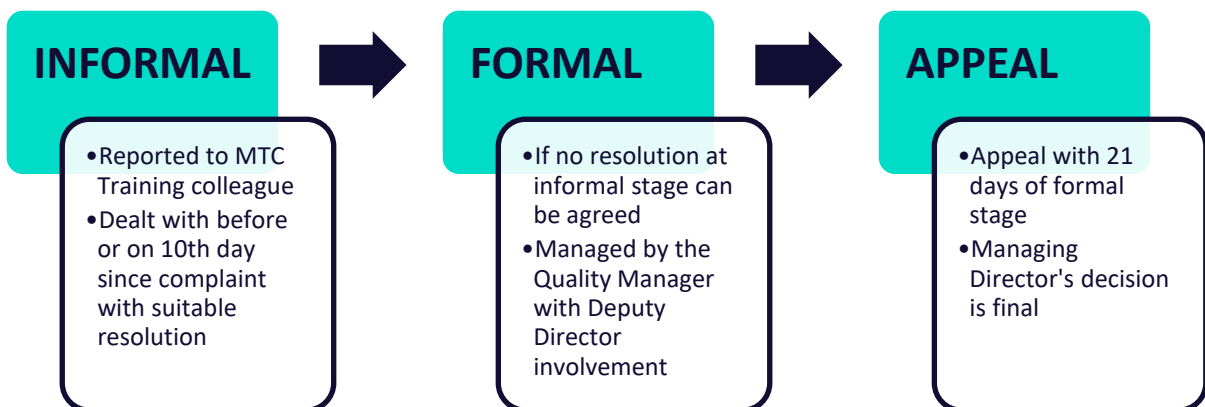 INFORMAL
•Reported to MTC
Training colleague
•Dealt with before
or on 10th day
since complaint
with suitable
resolution
FORMAL
•If no resolution at
informal stage can
be agreed
•Managed by the
Quality Manager
with Deputy
Director
involvement
APPEAL
•Appeal with 21
days of formal
stage
•Managing
Director's decision
is final